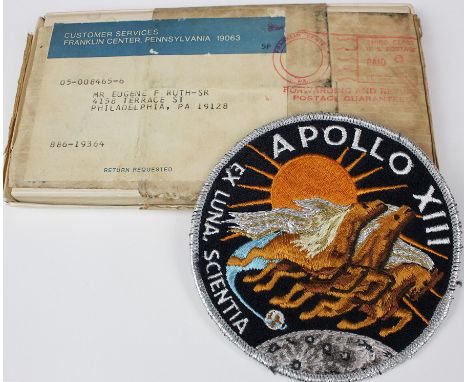 CUSTOMER SERVICES
FRANKLIN CENTER, PENNSYLVANIA 19063
05-008465-6
MR EUGENE F RUTH-SR
4158 TERRACE ST
PHILADELPHIA, PA 19128
886-19364
RETURN REQUESTED
PAID
FORWARDING AND RETURN
POSTAGE GUARANTEED
APOLLO XIII
EX LUNA, SCIENTIA